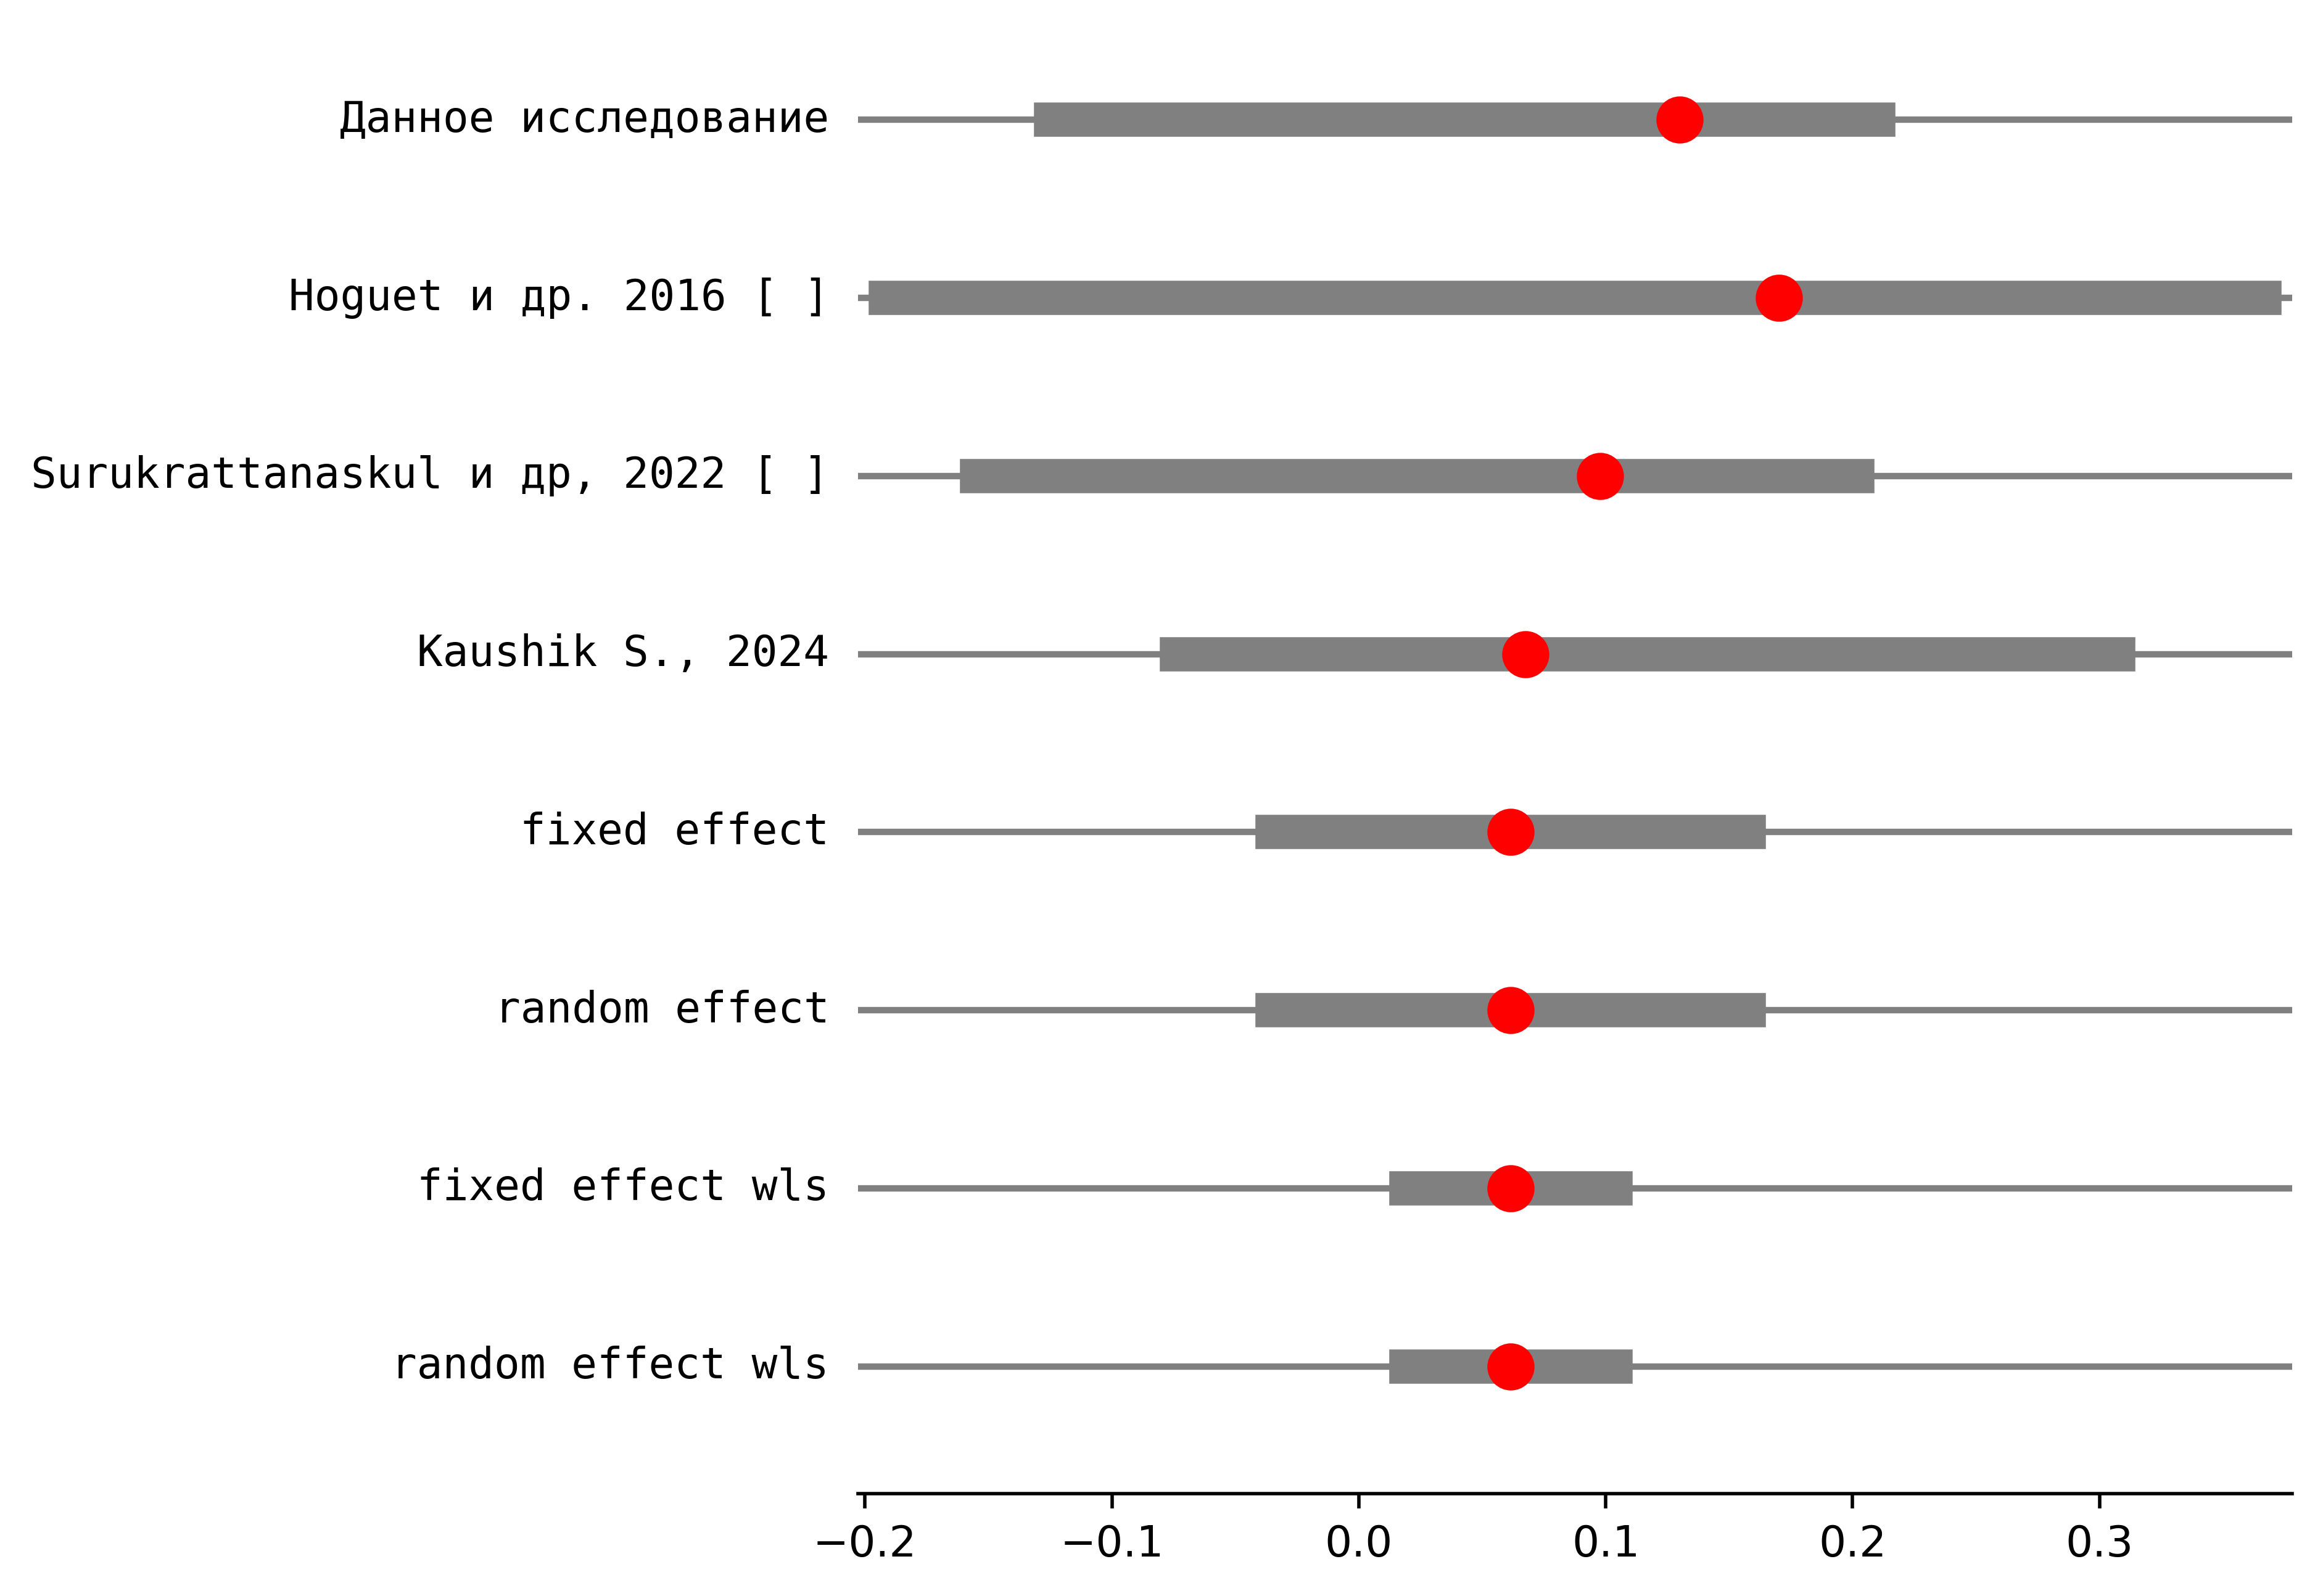 Данное исследование
Hoguet и др. 2016 [ ]
Surukrattanaskul и др, 2022 [ ]
Kaushik S., 2024
fixed effect
random effect
fixed effect wls
random effect wls
−0.2 −0.1 0.0 0.1 0.2 0.3